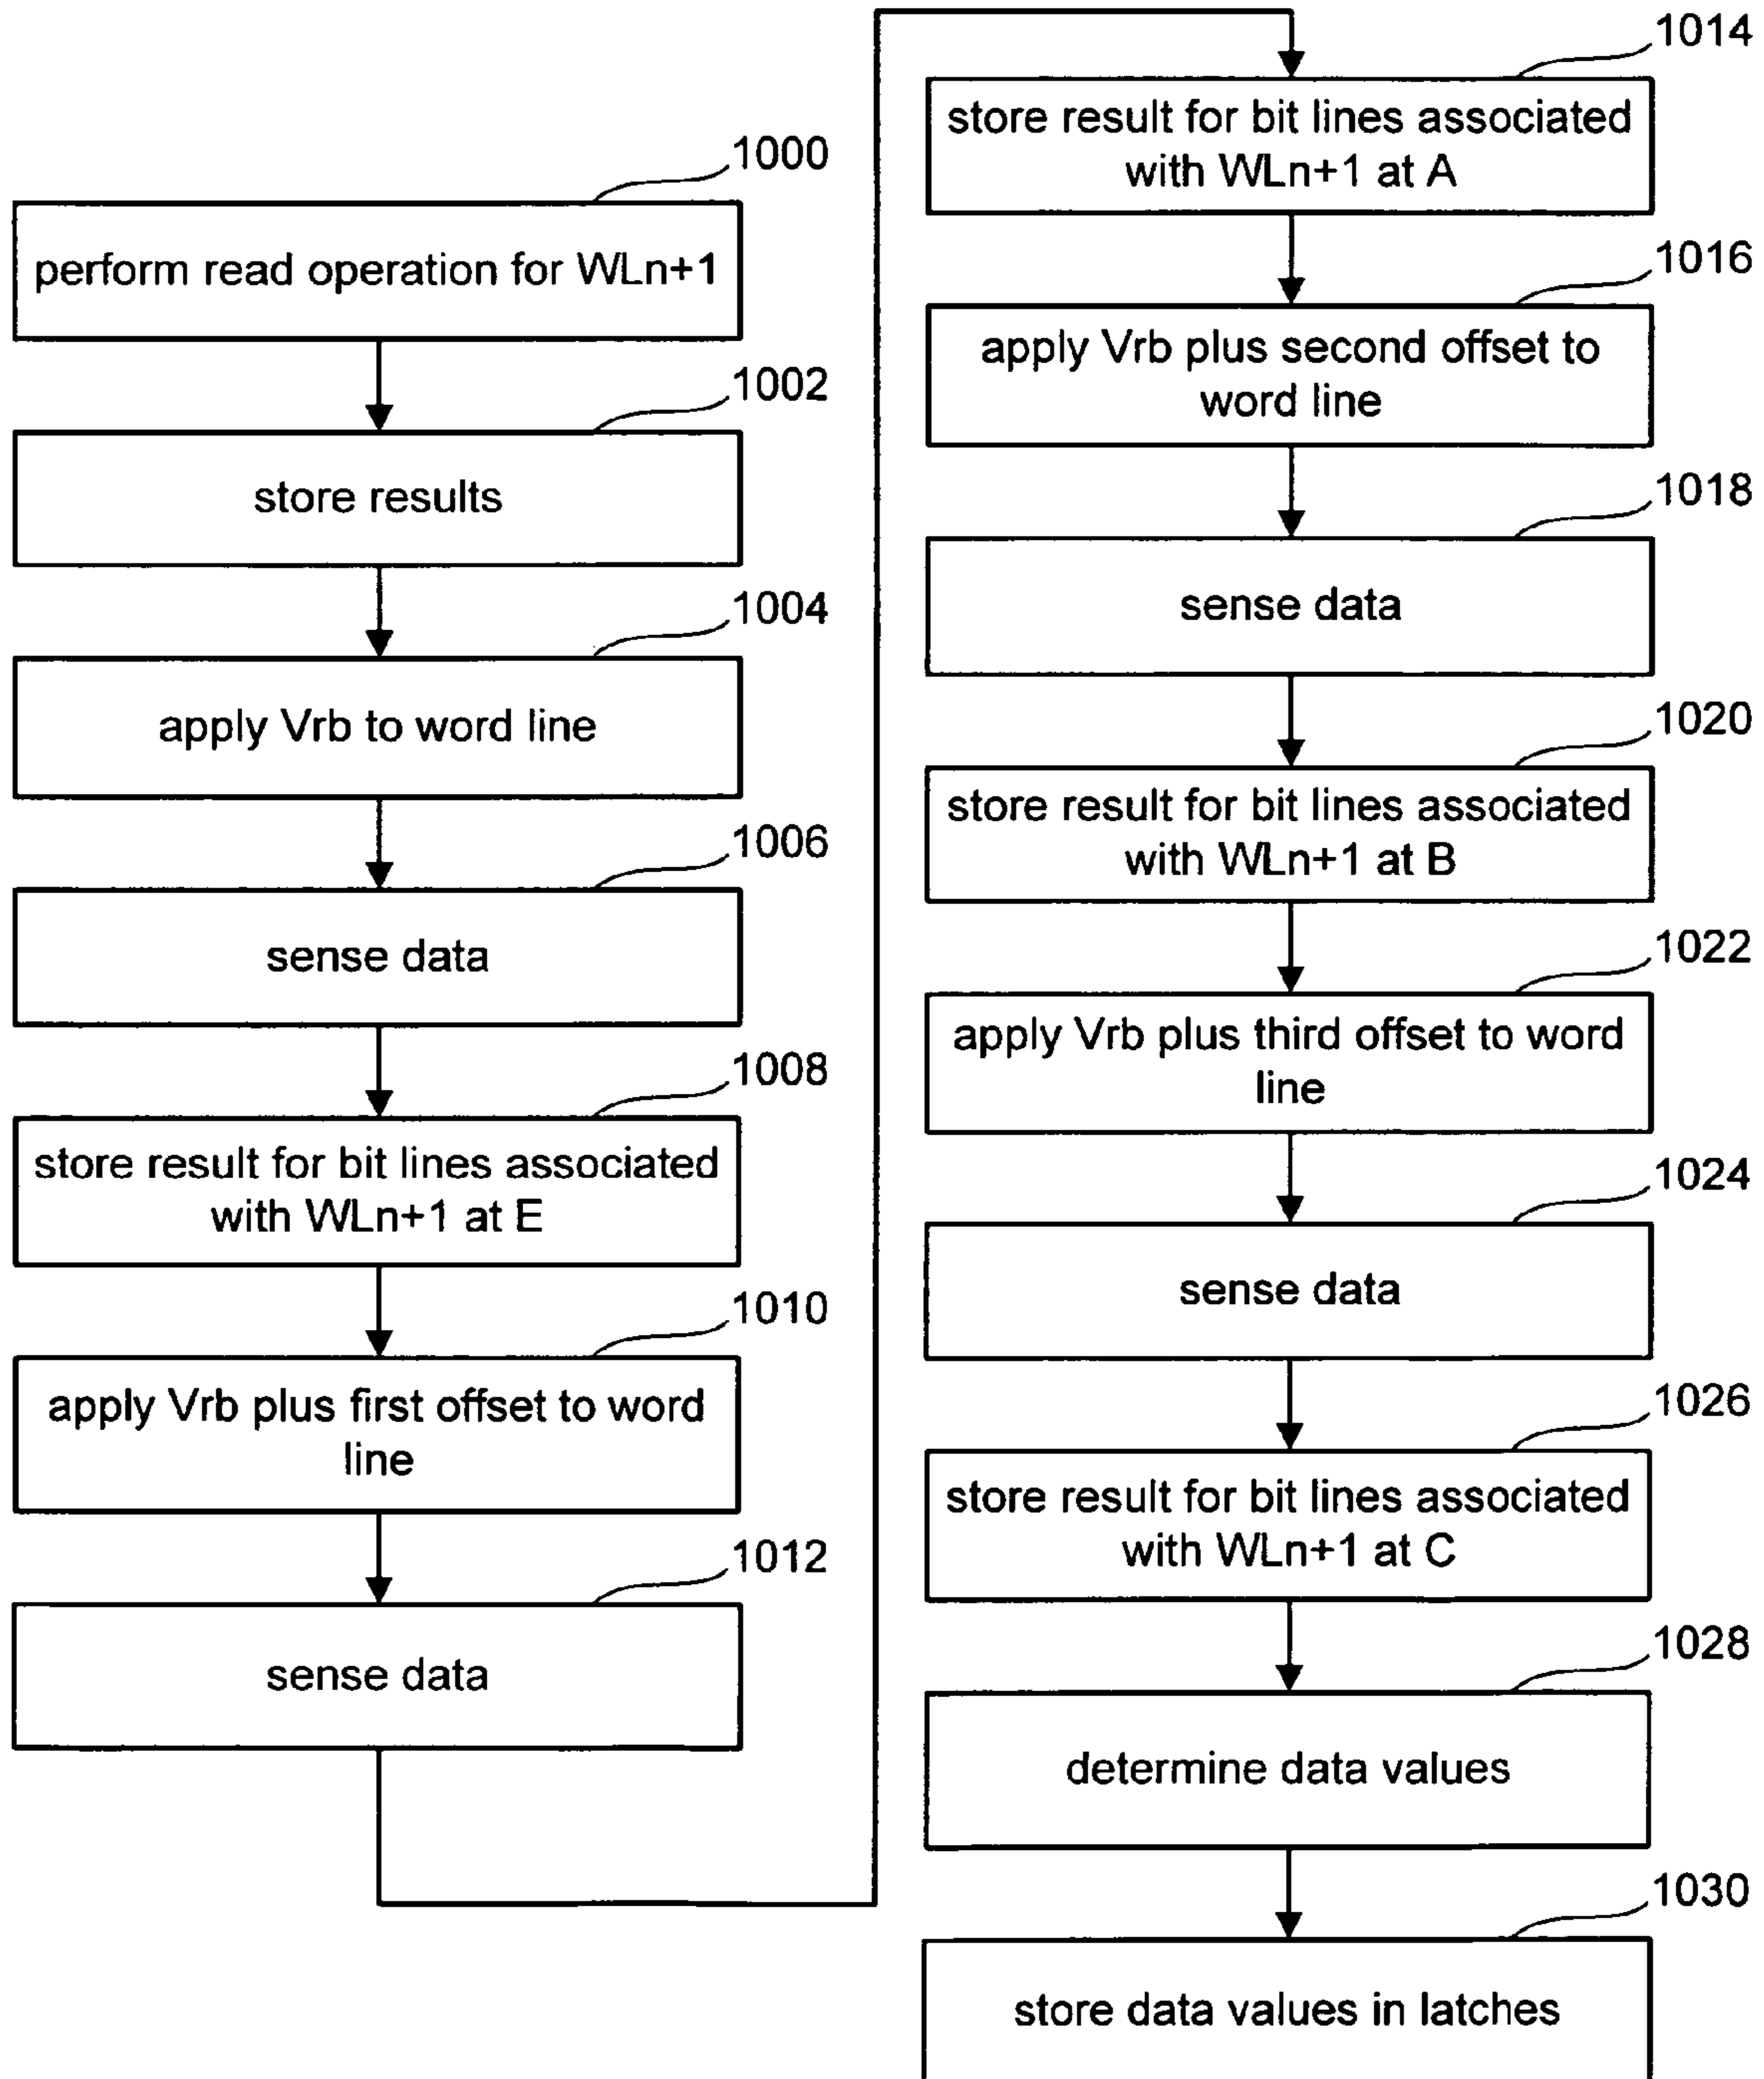 1000
perform read operation for WLn+1
1002
store results
1004
apply Vrb to word line
1006
sense data
1008
store result for bit lines associated
with WLn+1 at E
1010
apply Vrb plus first offset to word
line
1012
sense data
1014
store result for bit lines associated
with WLn+1 at A
1016
apply Vrb plus second offset to
word line
1018
sense data
1020
store result for bit lines associated
with WLn+1 at B
1022
apply Vrb plus third offset to word
line
1024
sense data
1026
store result for bit lines associated
with WLn+1 at C
1028
determine data values
1030
store data values in latches